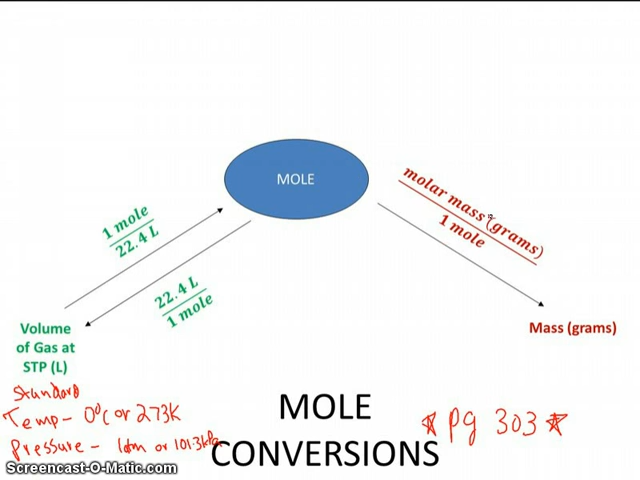 MOLE
molar mass (grams)
1 mole
1 mole
22.4 L
22.4 L
1 mole
Volume
of Gas at
STP (L)
Mass (grams)
Standard
Temp - 0°C or 273K
Pressure - 1atm or 101.3kPa
MOLE
CONVERSIONS
* pg 303 *
Screencast-O-Matic.com